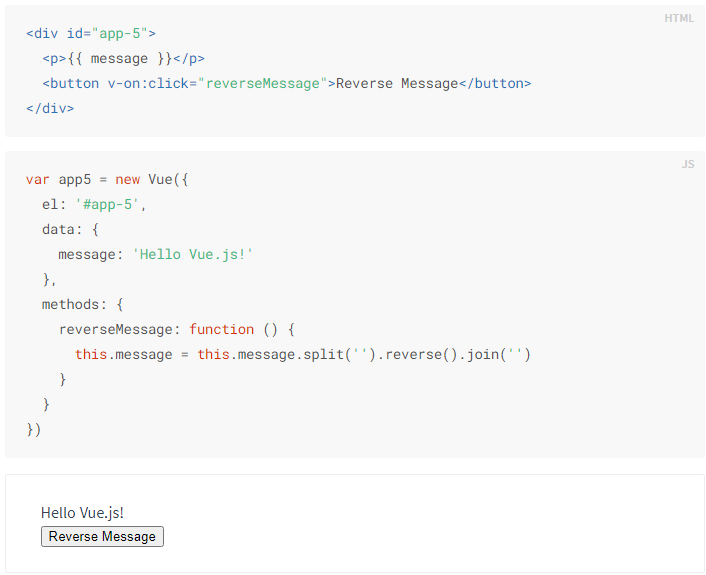 HTML
<div id="app-5">
  <p>{{ message }}</p>
  <button v-on:click="reverseMessage">Reverse Message</button>
</div>
JS
var app5 = new Vue({
  el: '#app-5',
  data: {
    message: 'Hello Vue.js!'
  },
  methods: {
    reverseMessage: function () {
      this.message = this.message.split('').reverse().join('')
    }
  }
})
Hello Vue.js!
Reverse Message